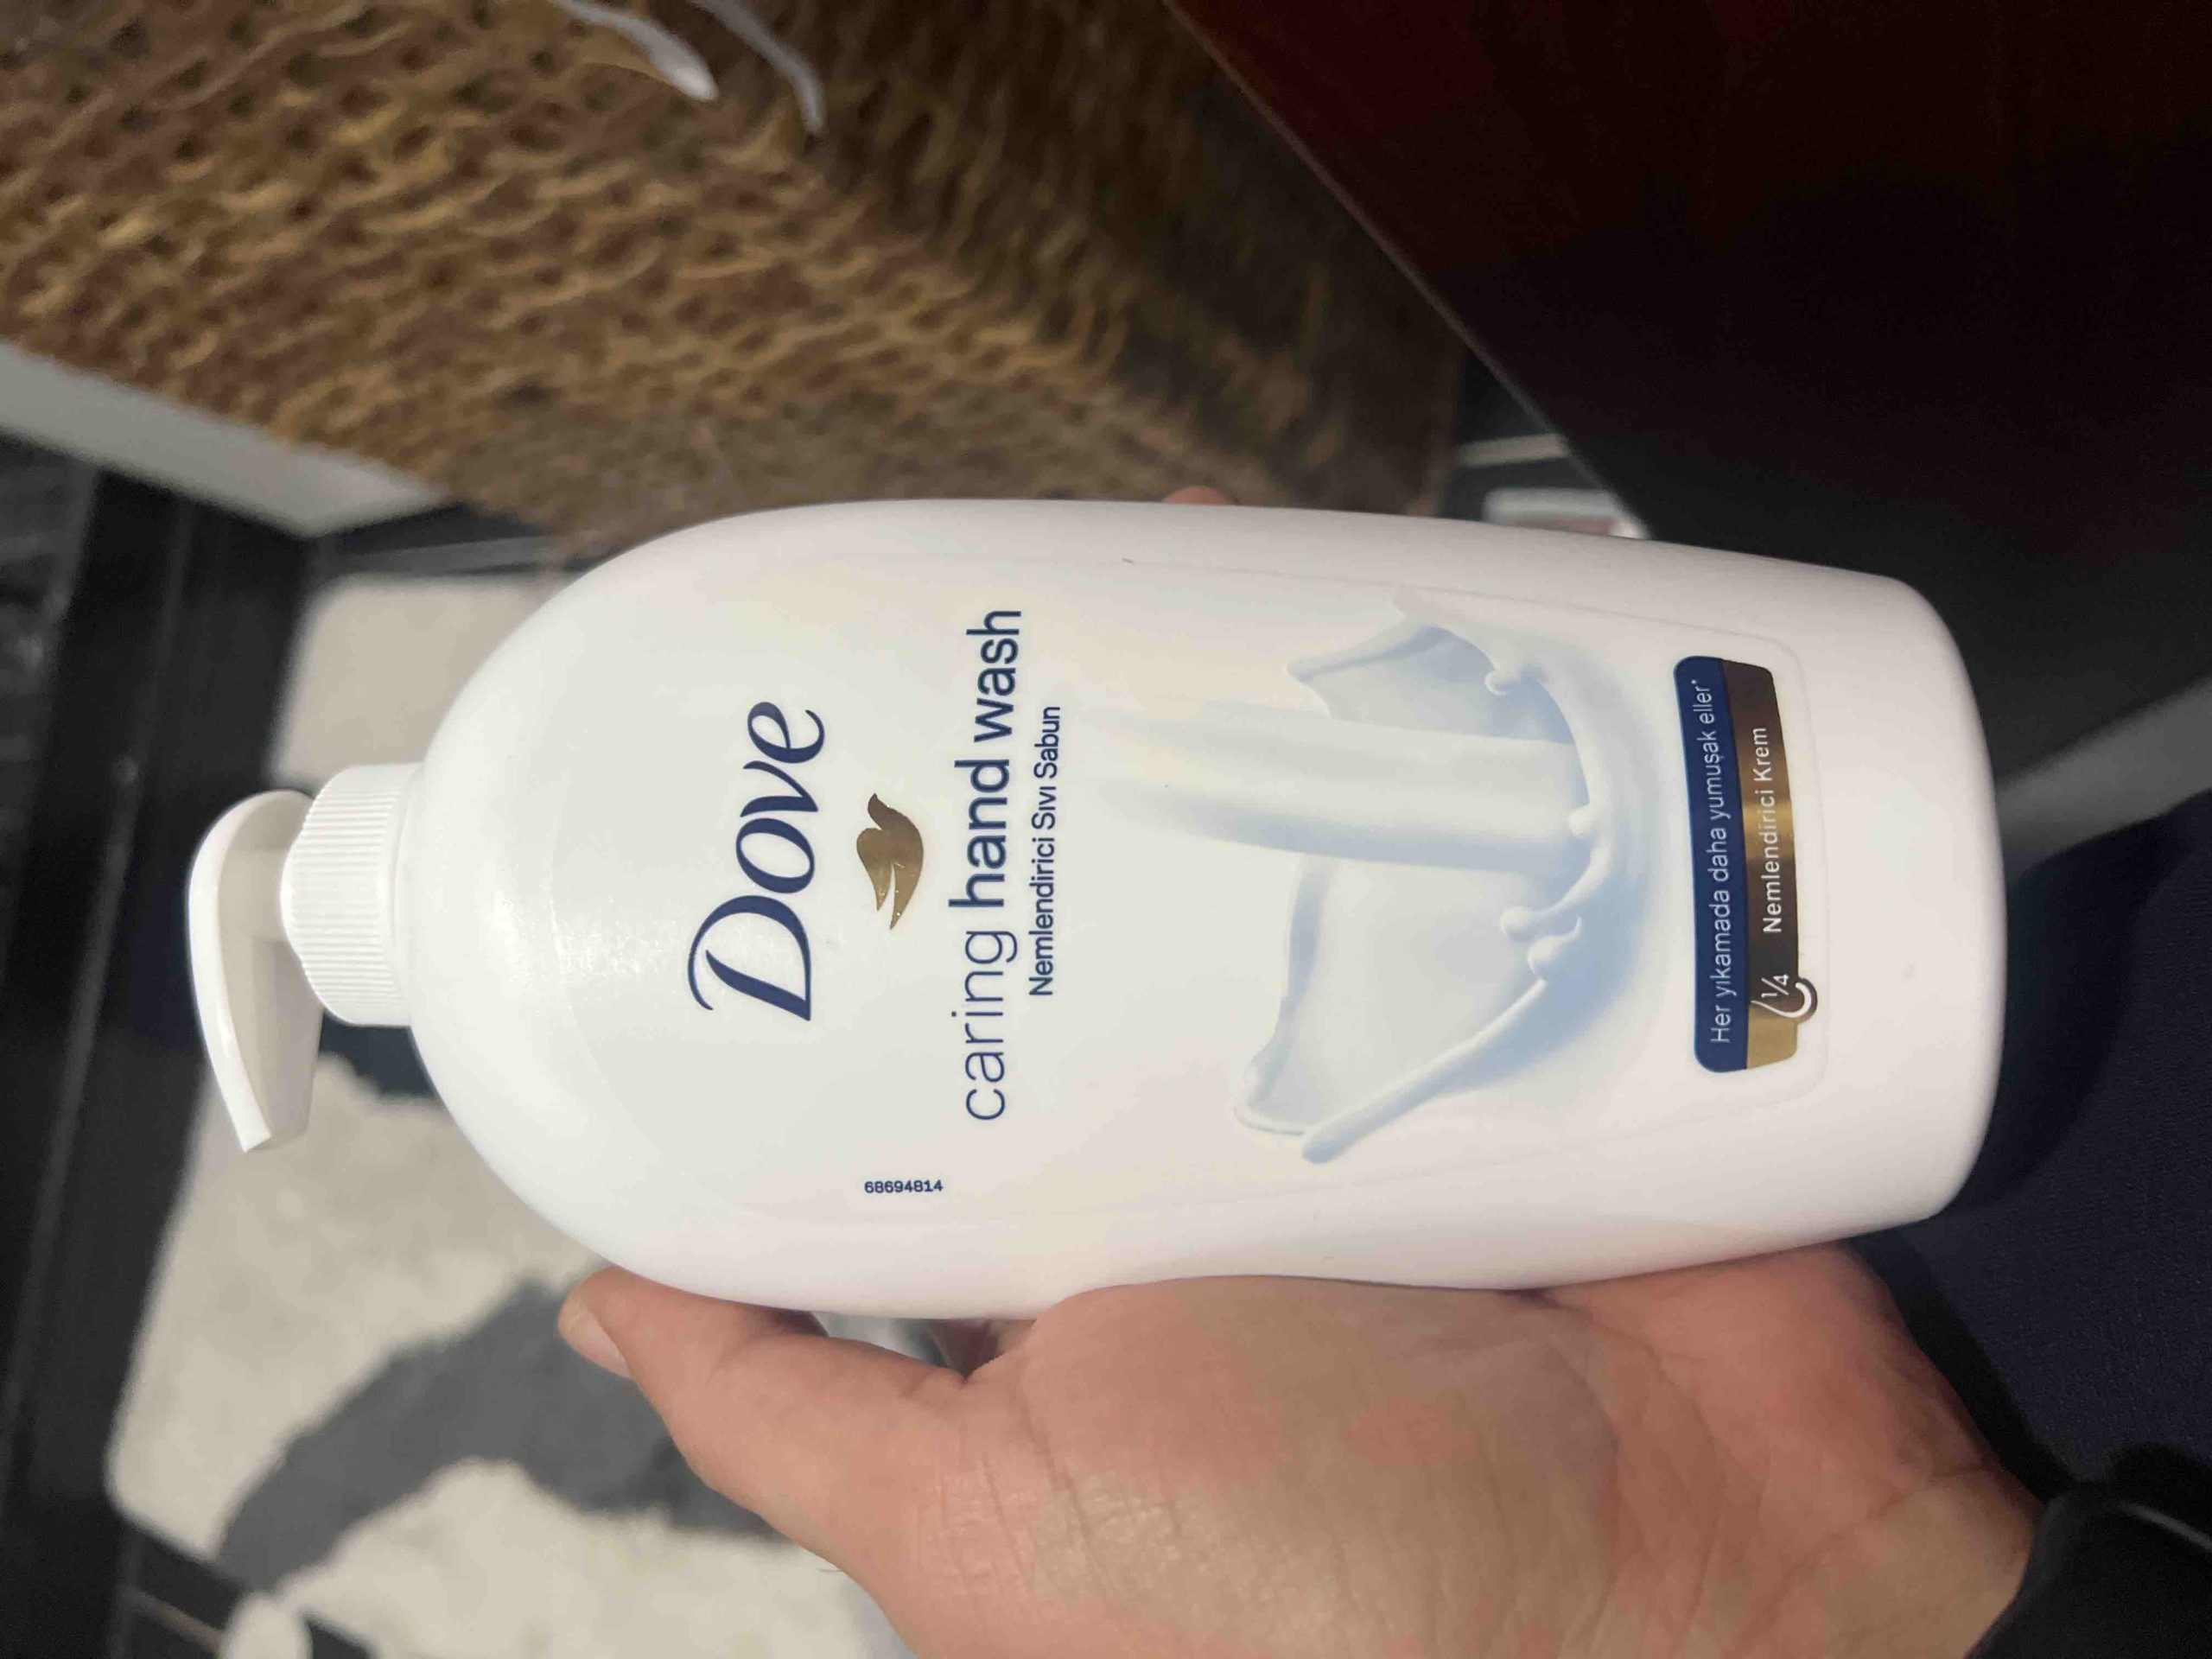 Dove
caring hand wash
Nemlendirici Sıvı Sabun
68694814
Her yıkamada daha yumuşak eller*
1/4 Nemlendirici Krem